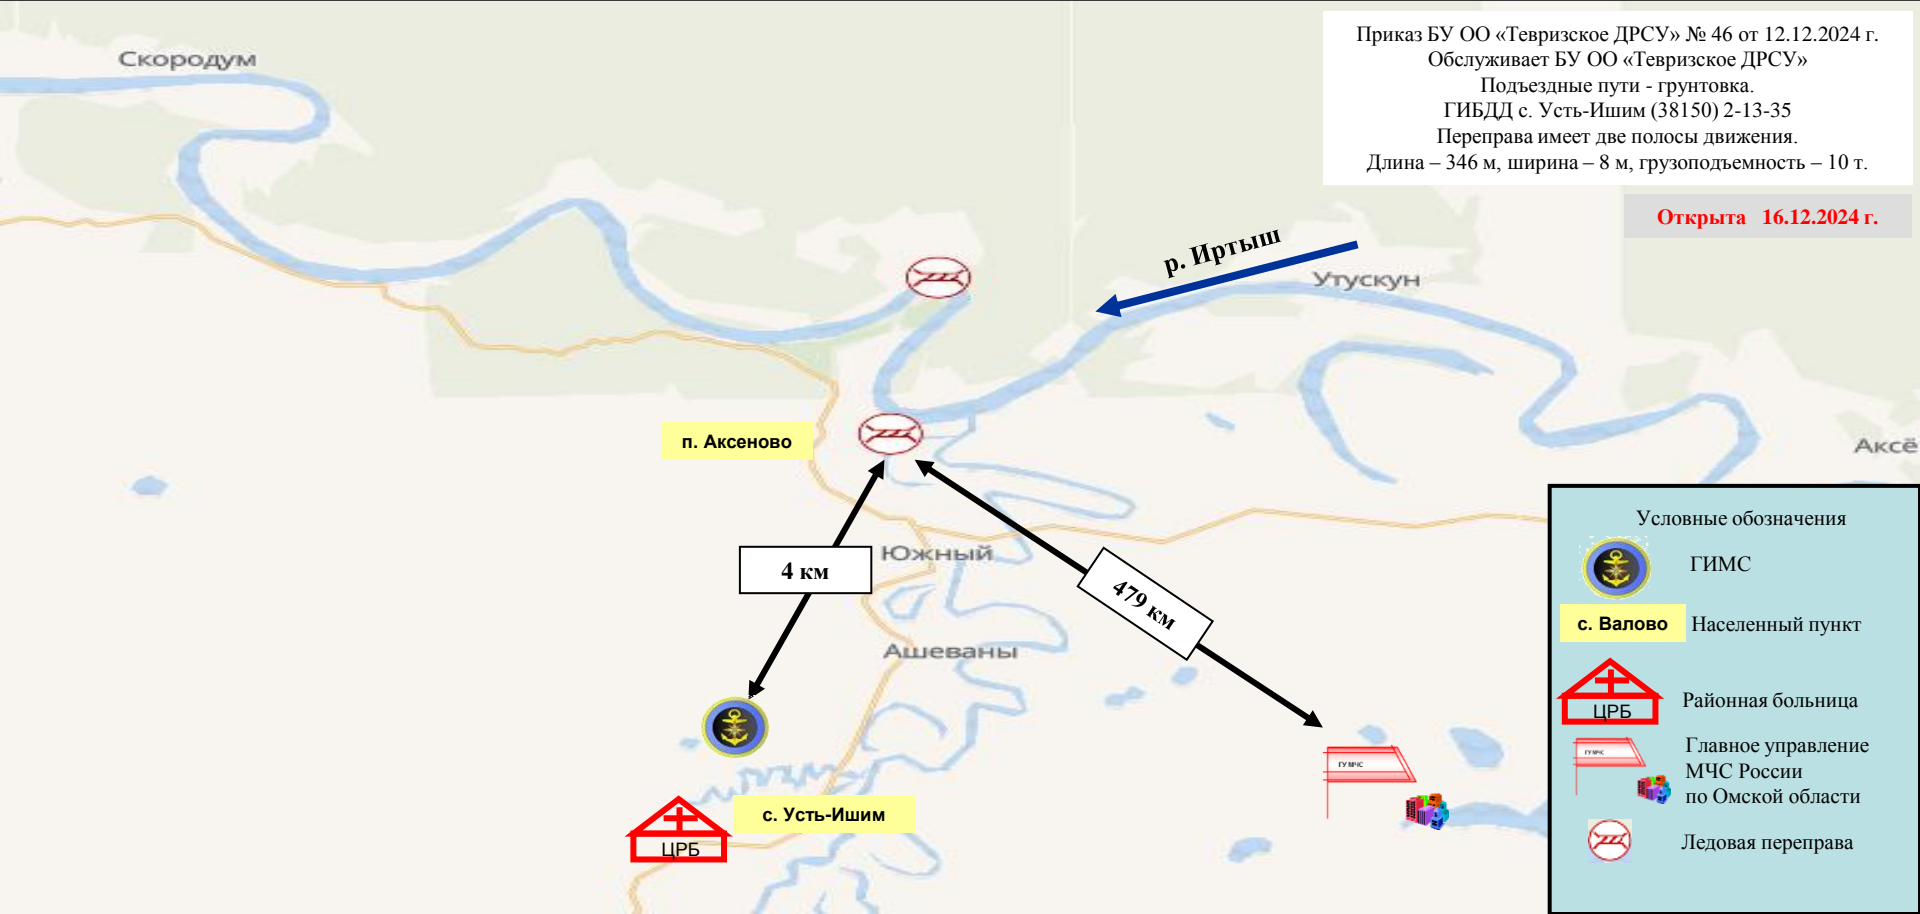 Скородум
Приказ БУ ОО «Тевризское ДРСУ» № 46 от 12.12.2024 г.
Обслуживает БУ ОО «Тевризское ДРСУ»
Подъездные пути - грунтовка.
ГИБДД с. Усть-Ишим (38150) 2-13-35
Переправа имеет две полосы движения.
Длина – 346 м, ширина – 8 м, грузоподъемность – 10 т.
Открыта 16.12.2024 г.
р. Иртыш
Утускун
п. Аксеново
Аксё
Южный
4 км
479 км
Ашеваны
ГУ МЧС
с. Усть-Ишим
ЦРБ
Условные обозначения
ГИМС
с. Валово
Населенный пункт
ЦРБ
Районная больница
ГУ МЧС
Главное управление
МЧС России
по Омской области
Ледовая переправа